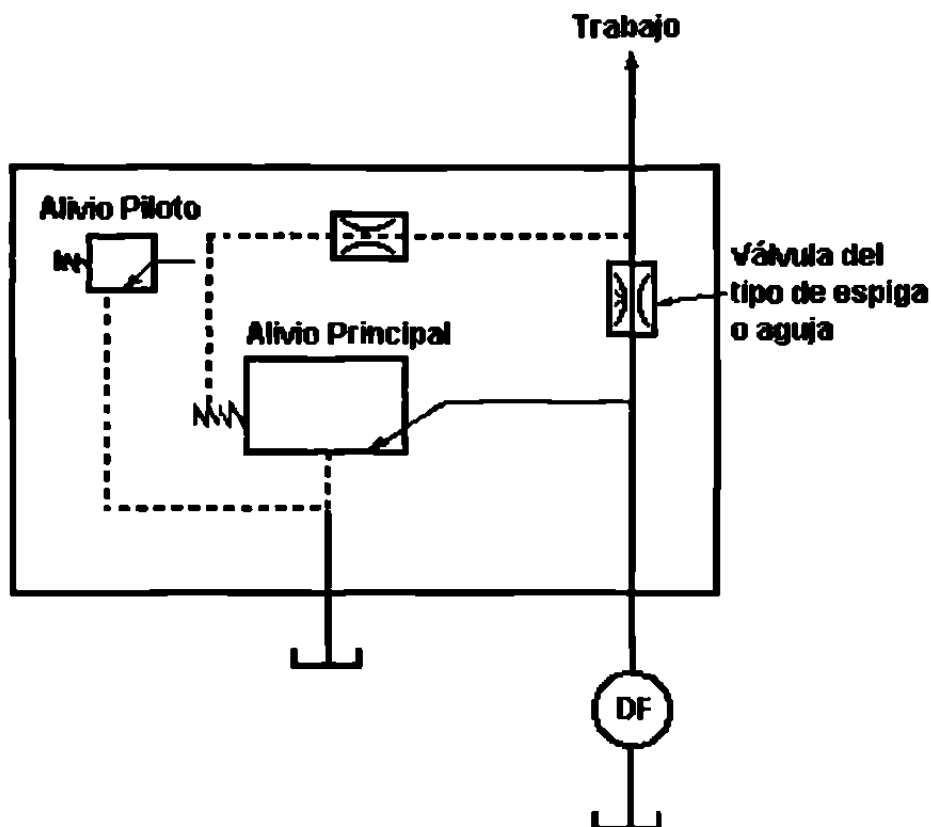 Trabajo
Alivio Piloto
Válvula del
tipo de espiga
o aguja
Alivio Principal
DF